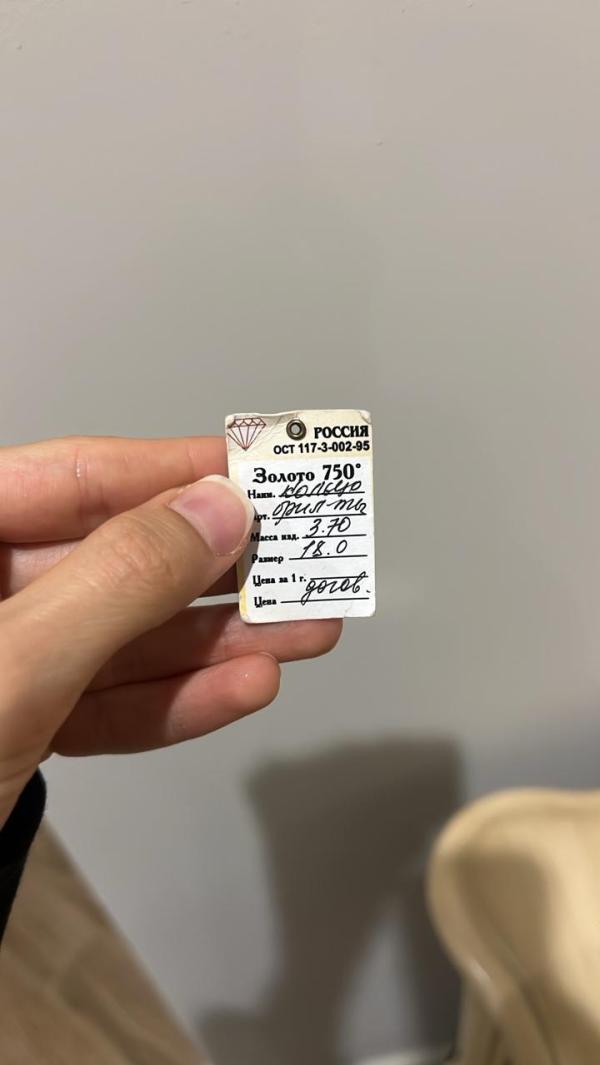 РОССИЯ
ОСТ 117-3-002-95
Золото 750°
Наим. кольцо
Арт. брил-ты
Масса изд. 3.70
Размер 18.0
Цена за 1 г.
Цена догов.